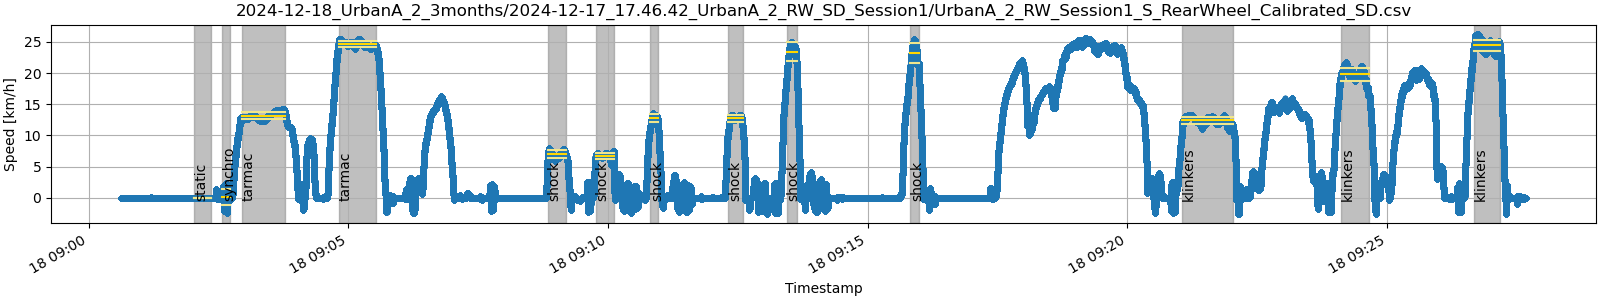 2024-12-18_UrbanA_2_3months/2024-12-17_17.46.42_UrbanA_2_RW_SD_Session1/UrbanA_2_RW_Session1_S_RearWheel_Calibrated_SD.csv
Speed [km/h]
25
20
15
10
5
0
static
synchro
tarmac
tarmac
shock
shock
shock
shock
shock
shock
klinkers
klinkers
klinkers
18 09:00
18 09:05
18 09:10
18 09:15
18 09:20
18 09:25
Timestamp